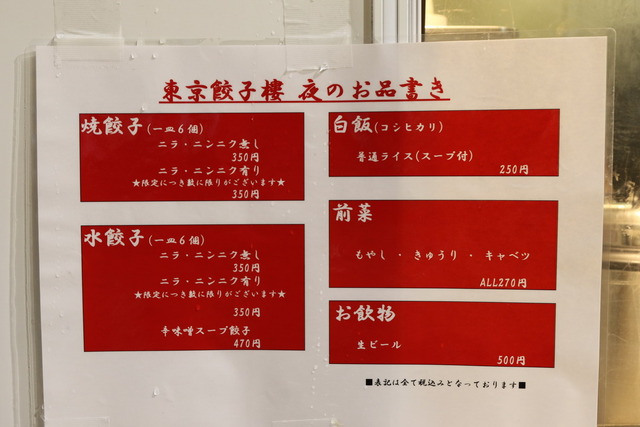 東京餃子樓 夜のお品書き
焼餃子(一皿6個)
ニラ・ニンニク無し
350円
ニラ・ニンニク有り
★限定につき数に限りがございます★
350円
水餃子(一皿6個)
ニラ・ニンニク無し
350円
ニラ・ニンニク有り
★限定につき数に限りがございます★
350円
辛味噌スープ餃子
470円
白飯(コシヒカリ)
普通ライス(スープ付)
250円
前菜
もやし ・ きゅうり ・ キャベツ
ALL270円
お飲物
生ビール
500円
■表記は全て税込みとなっております■